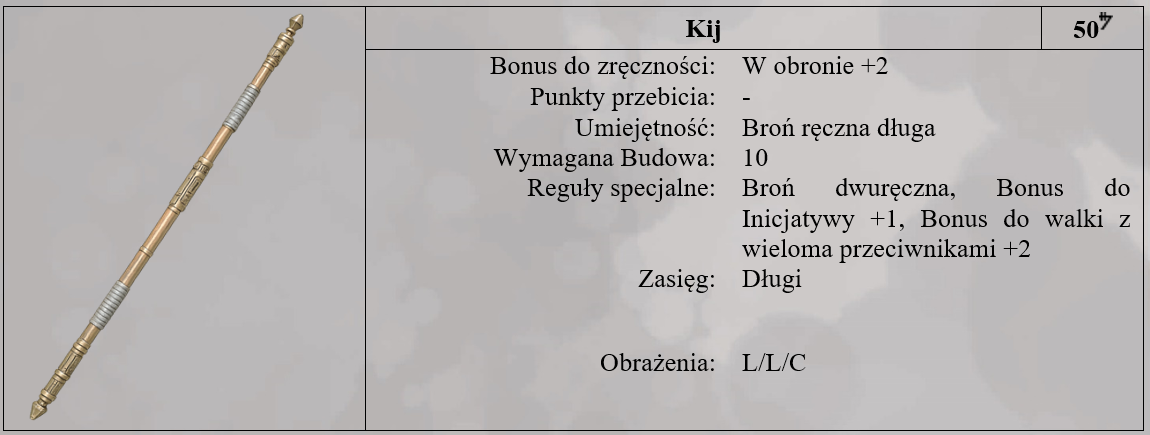 Kij
50
Bonus do zręczności: W obronie +2
Punkty przebicia: -
Umiejętność: Broń ręczna długa
Wymagana Budowa: 10
Reguły specjalne: Broń dwuręczna, Bonus do
Inicjatywy +1, Bonus do walki z
wieloma przeciwnikami +2
Zasięg: Długi
Obrażenia: L/L/C